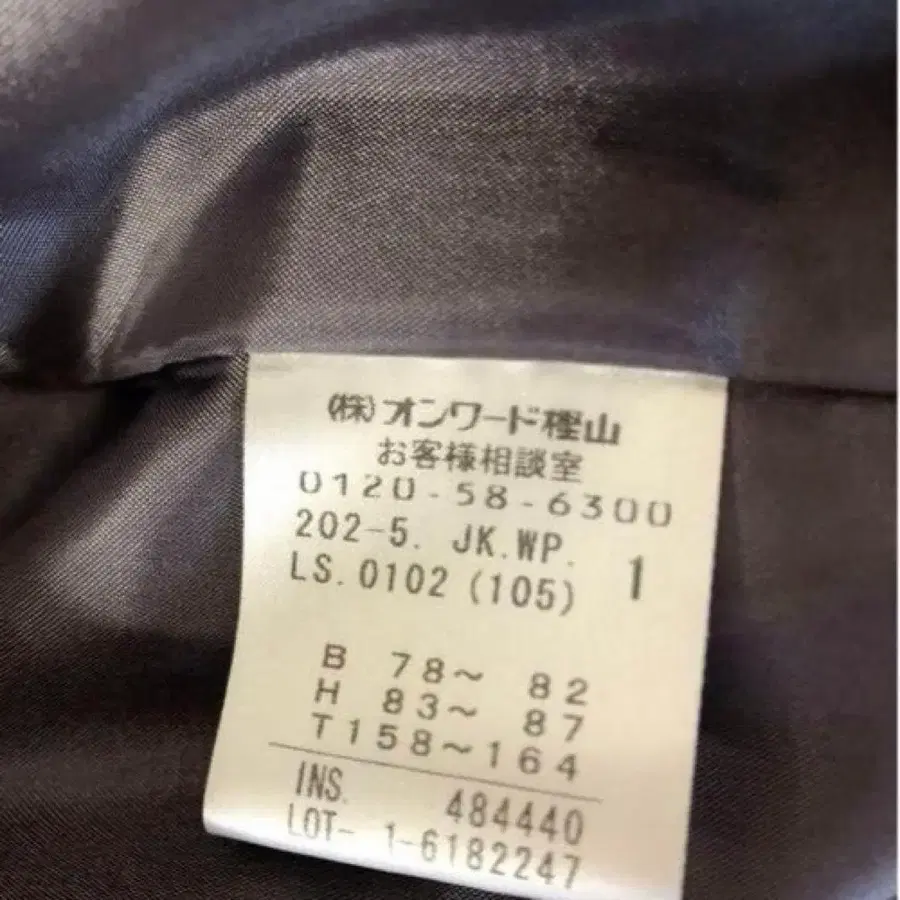 (株)オンワード樫山
お客様相談室
0120-58-6300
202-5. JK.WP. 1
LS.0102 (105)
B 78～ 82
H 83～ 87
T158～164
INS. 484440
LOT- 1-6182247